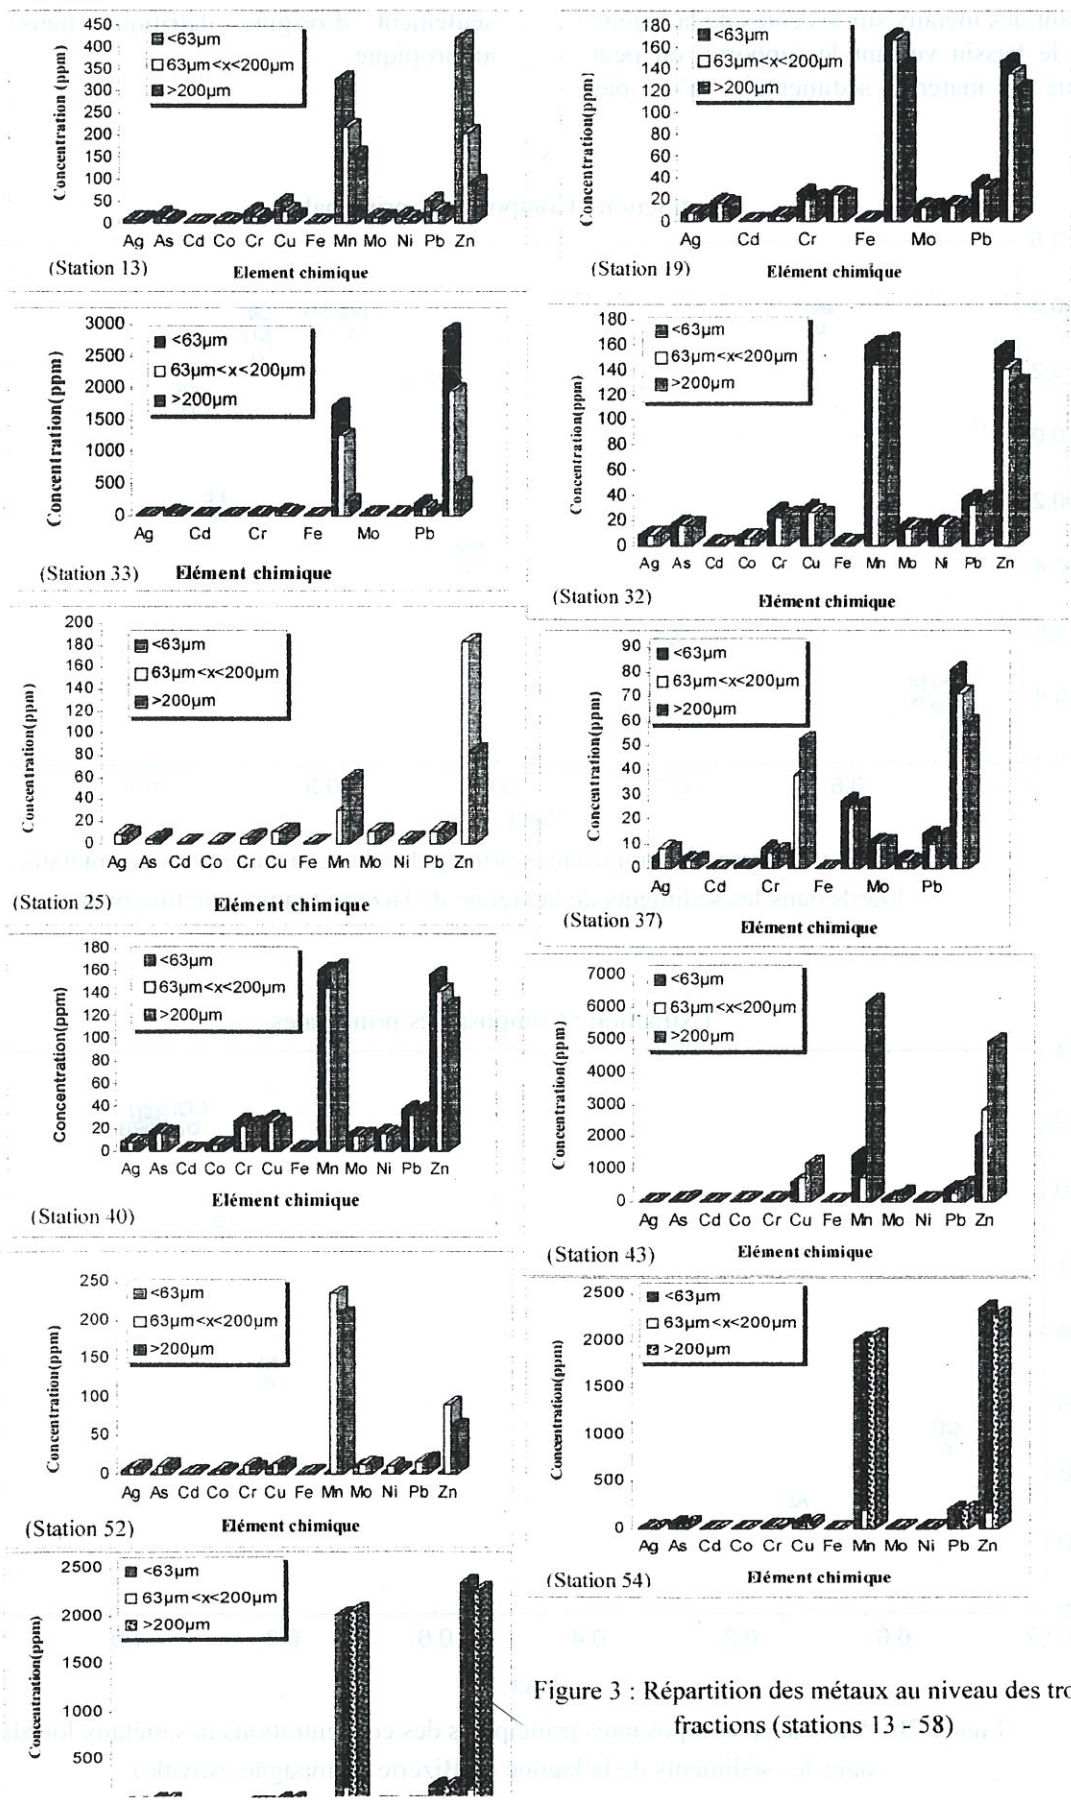 450
400
350
300
250
200
150
100
50
0
Concentration (ppm)
<63µm
63µm<x<200µm
>200µm
Ag As Cd Co Cr Cu Fe Mn Mo Ni Pb Zn
(Station 13)
Element chimique
180
160
140
120
100
80
60
40
20
0
Concentration(ppm)
<63µm
63µm<x<200µm
>200µm
Ag Cd Cr Fe Mo Pb
(Station 19)
Elément chimique
3000
2500
2000
1500
1000
500
0
Concentration(ppm)
<63µm
63µm<x<200µm
>200µm
Ag Cd Cr Fe Mo Pb
(Station 33)
Elément chimique
180
160
140
120
100
80
60
40
20
0
Concentration(ppm)
<63µm
63µm<x<200µm
>200µm
Ag As Cd Co Cr Cu Fe Mn Mo Ni Pb Zn
(Station 32)
Elément chimique
200
180
160
140
120
100
80
60
40
20
0
Concentration(ppm)
<63µm
63µm<x<200µm
>200µm
Ag As Cd Co Cr Cu Fe Mn Mo Ni Pb Zn
(Station 25)
Elément chimique
90
80
70
60
50
40
30
20
10
0
Concentration(ppm)
<63µm
63µm<x<200µm
>200µm
Ag Cd Cr Fe Mo Pb
(Station 37)
Elément chimique
180
160
140
120
100
80
60
40
20
0
Concentration(ppm)
<63µm
63µm<x<200µm
>200µm
Ag As Cd Co Cr Cu Fe Mn Mo Ni Pb Zn
Elément chimique
(Station 40)
7000
6000
5000
4000
3000
2000
1000
0
Concentration(ppm)
<63µm
63µm<x<200µm
>200µm
Ag As Cd Co Cr Cu Fe Mn Mo Ni Pb Zn
(Station 43)
Elément chimique
250
200
150
100
50
0
Concentration(ppm)
<63µm
63µm<x<200µm
>200µm
Ag As Cd Co Cr Cu Fe Mn Mo Ni Pb Zn
(Station 52)
Elément chimique
2500
2000
1500
1000
500
0
Concentration(ppm)
<63µm
63µm<x<200µm
>200µm
Ag As Cd Co Cr Cu Fe Mn Mo Ni Pb Zn
(Station 54)
Elément chimique
2500
2000
1500
1000
500
Concentration(ppm)
<63µm
63µm<x<200µm
>200µm
Figure 3 : Répartition des métaux au niveau des tro
fractions (stations 13 - 58)